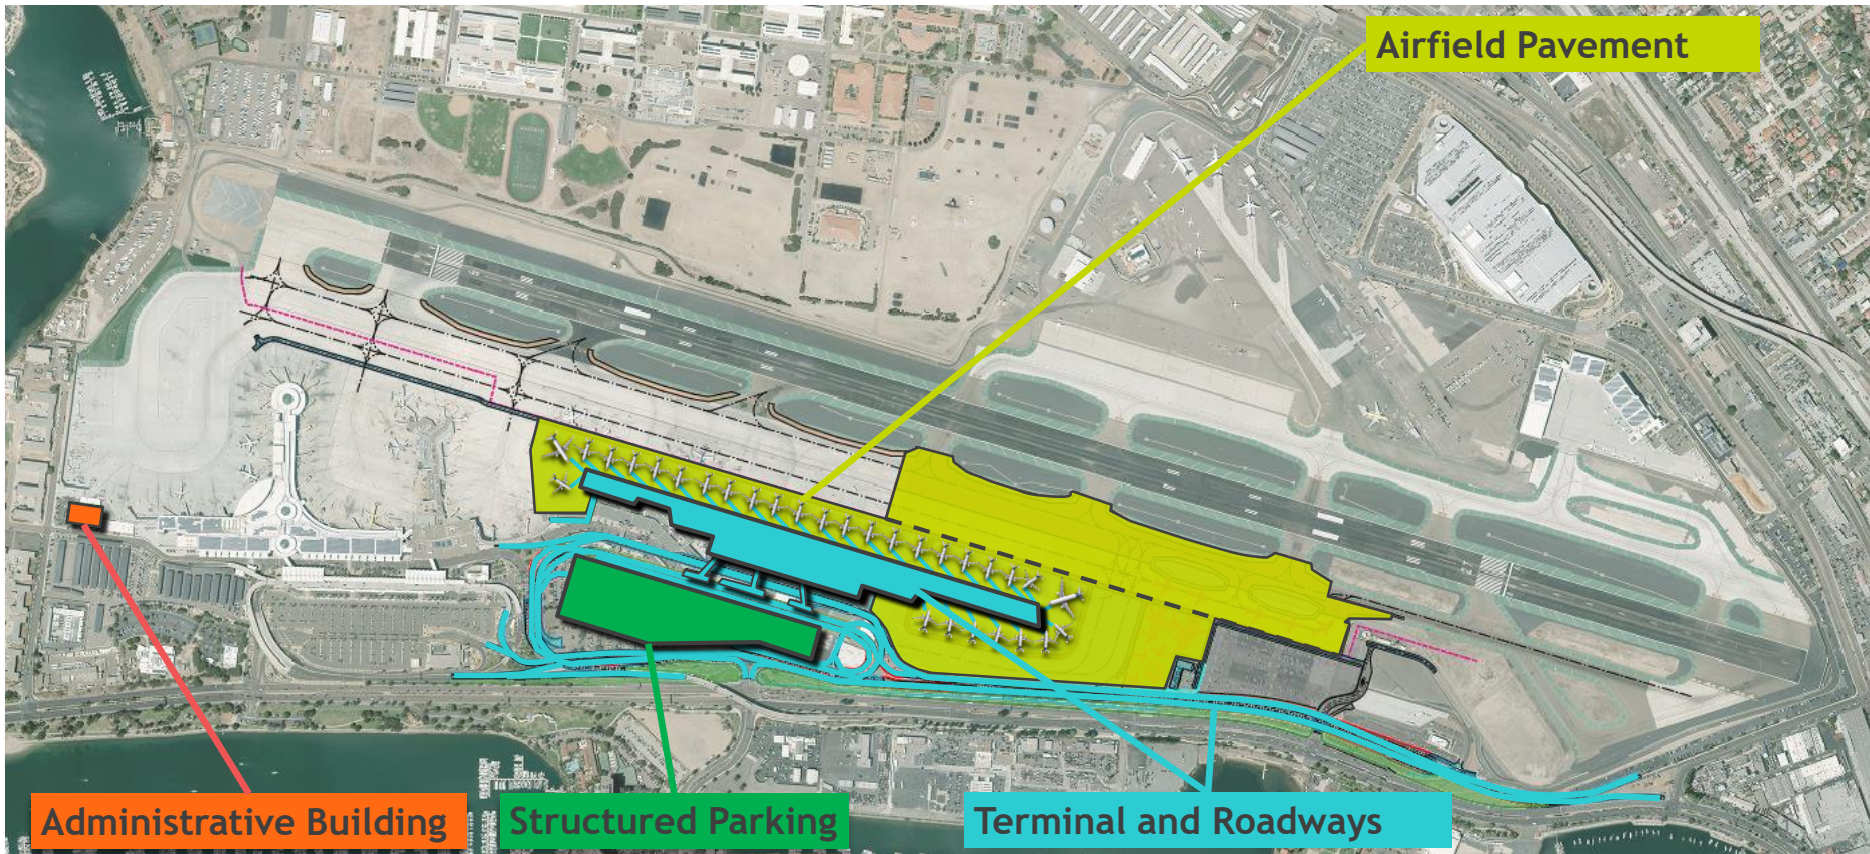 Airfield Pavement
Administrative Building
Structured Parking
Terminal and Roadways